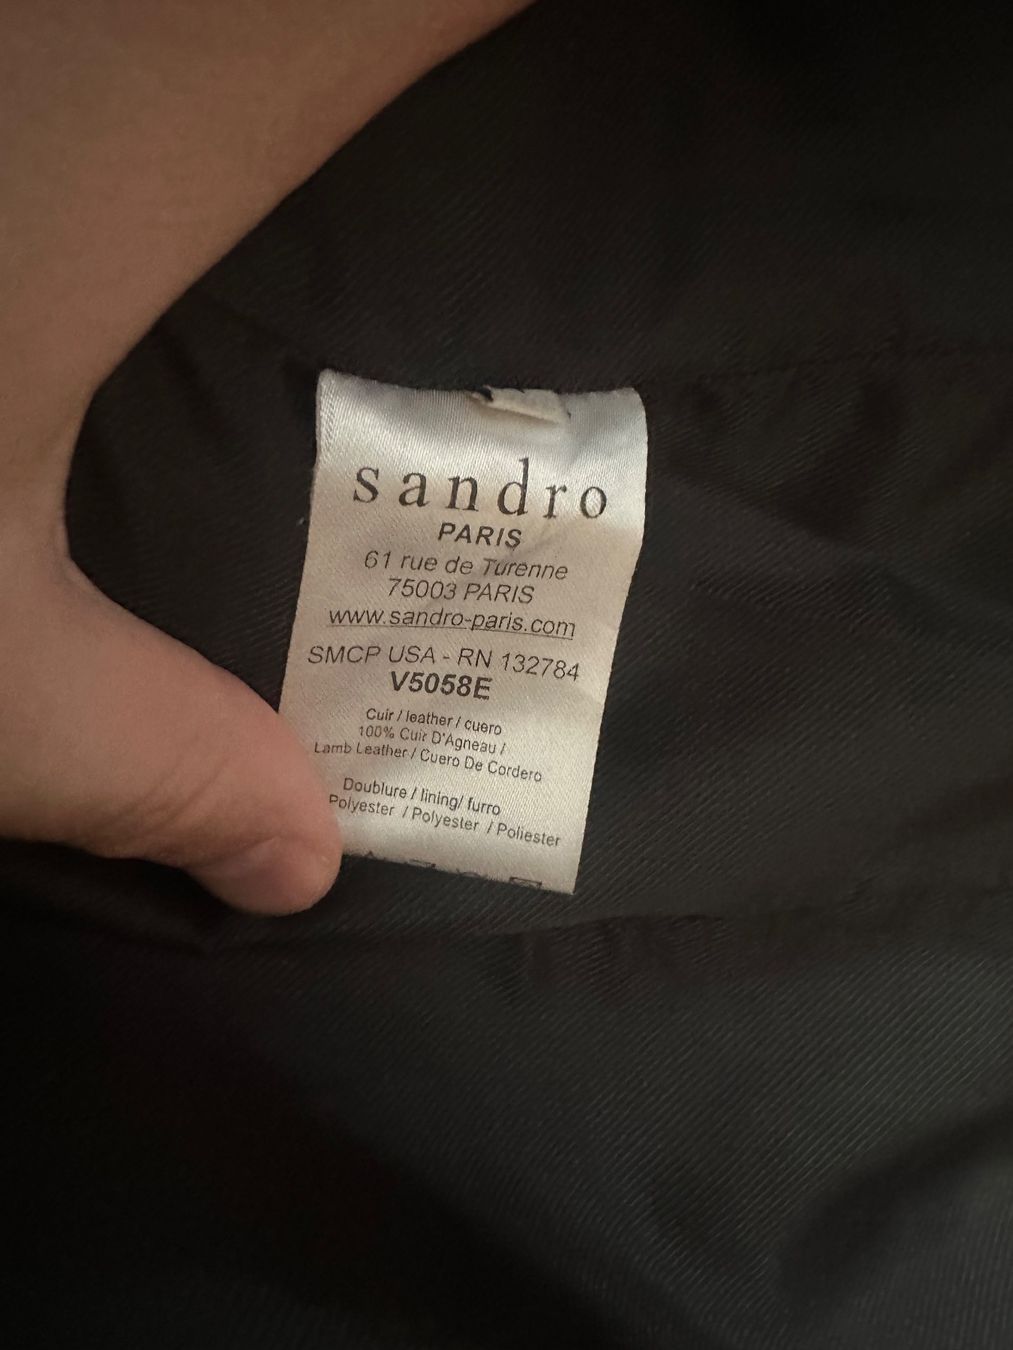 sandro
PARIS
61 rue de Turenne
75003 PARIS
www.sandro-paris.com
SMCP USA - RN 132784
V5058E
Cuir / leather / cuero
100% Cuir D'Agneau /
Lamb Leather / Cuero De Cordero
Doublure / lining/ furro
Polyester / Polyester / Poliester